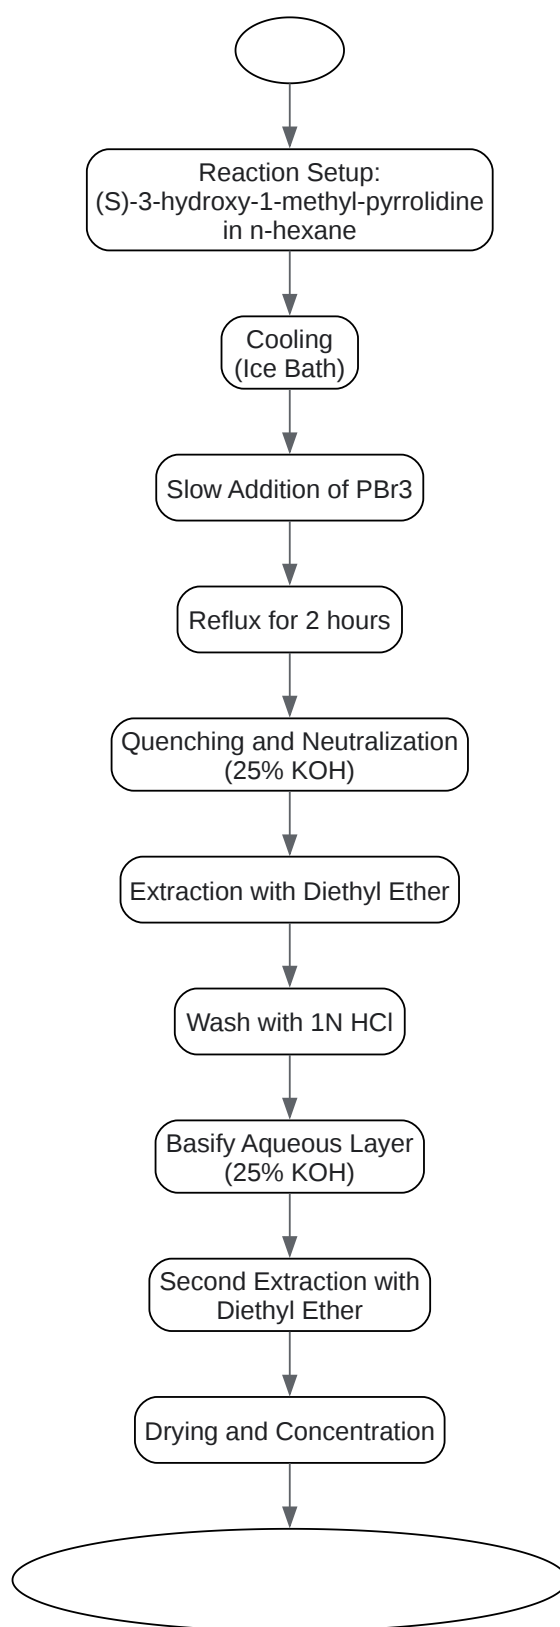 Reaction Setup:
(S)-3-hydroxy-1-methyl-pyrrolidine
in n-hexane
Cooling
(Ice Bath)
Slow Addition of PBr3
Reflux for 2 hours
Quenching and Neutralization
(25% KOH)
Extraction with Diethyl Ether
Wash with 1N HCl
Basify Aqueous Layer
(25% KOH)
Second Extraction with
Diethyl Ether
Drying and Concentration